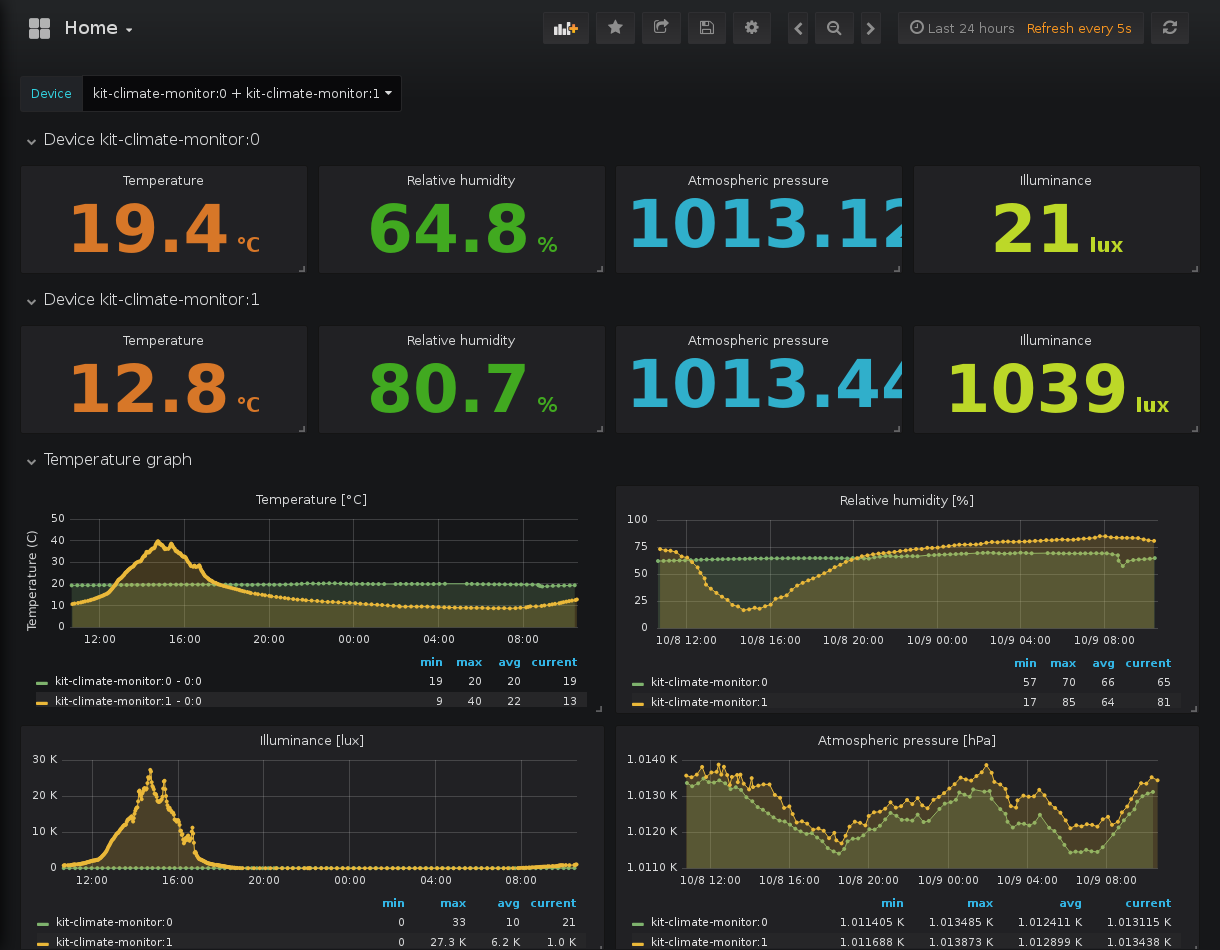 Home
Last 24 hours Refresh every 5s
Device kit-climate-monitor:0 + kit-climate-monitor:1
Device kit-climate-monitor:0
Temperature Relative humidity Atmospheric pressure Illuminance
19.4 °C 64.8 % 1013.12 21 lux
Device kit-climate-monitor:1
Temperature Relative humidity Atmospheric pressure Illuminance
12.8 °C 80.7 % 1013.44 1039 lux
Temperature graph
Temperature [°C]
Temperature (C)
50
40
30
20
10
0
12:00 16:00 20:00 00:00 04:00 08:00
min max avg current
kit-climate-monitor:0 - 0:0 19 20 20 19
kit-climate-monitor:1 - 0:0 9 40 22 13
Relative humidity [%]
100
75
50
25
0
10/8 12:00 10/8 16:00 10/8 20:00 10/9 00:00 10/9 04:00 10/9 08:00
min max avg current
kit-climate-monitor:0 57 70 66 65
kit-climate-monitor:1 17 85 64 81
Illuminance [lux]
30 K
20 K
10 K
0
12:00 16:00 20:00 00:00 04:00 08:00
min max avg current
kit-climate-monitor:0 0 33 10 21
kit-climate-monitor:1 0 27.3 K 6.2 K 1.0 K
Atmospheric pressure [hPa]
1.0140 K
1.0130 K
1.0120 K
1.0110 K
10/8 12:00 10/8 16:00 10/8 20:00 10/9 00:00 10/9 04:00 10/9 08:00
min max avg current
kit-climate-monitor:0 1.011405 K 1.013485 K 1.012411 K 1.013115 K
kit-climate-monitor:1 1.011688 K 1.013873 K 1.012899 K 1.013438 K